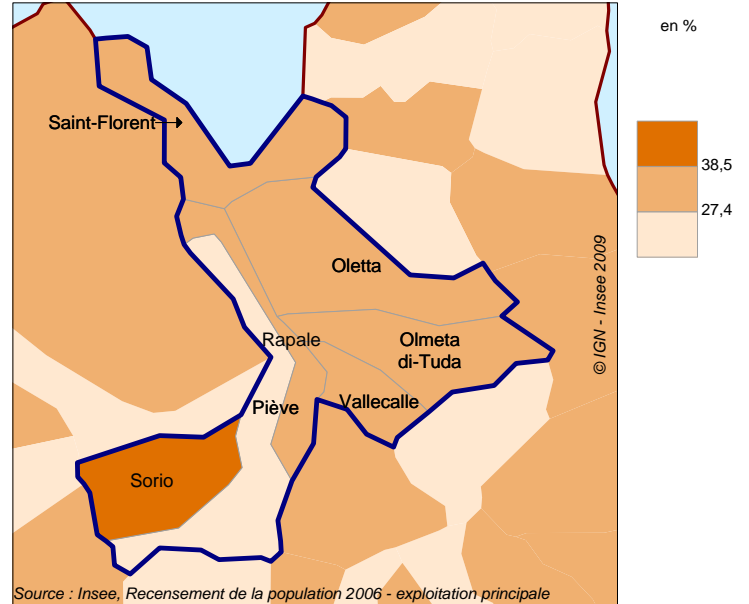 en %
Saint-Florent
38,5
27,4
Oletta
© IGN - Insee 2009
Rapale
Olmeta
di-Tuda
Piève
Vallecalle
Sorio
Source : Insee, Recensement de la population 2006 - exploitation principale